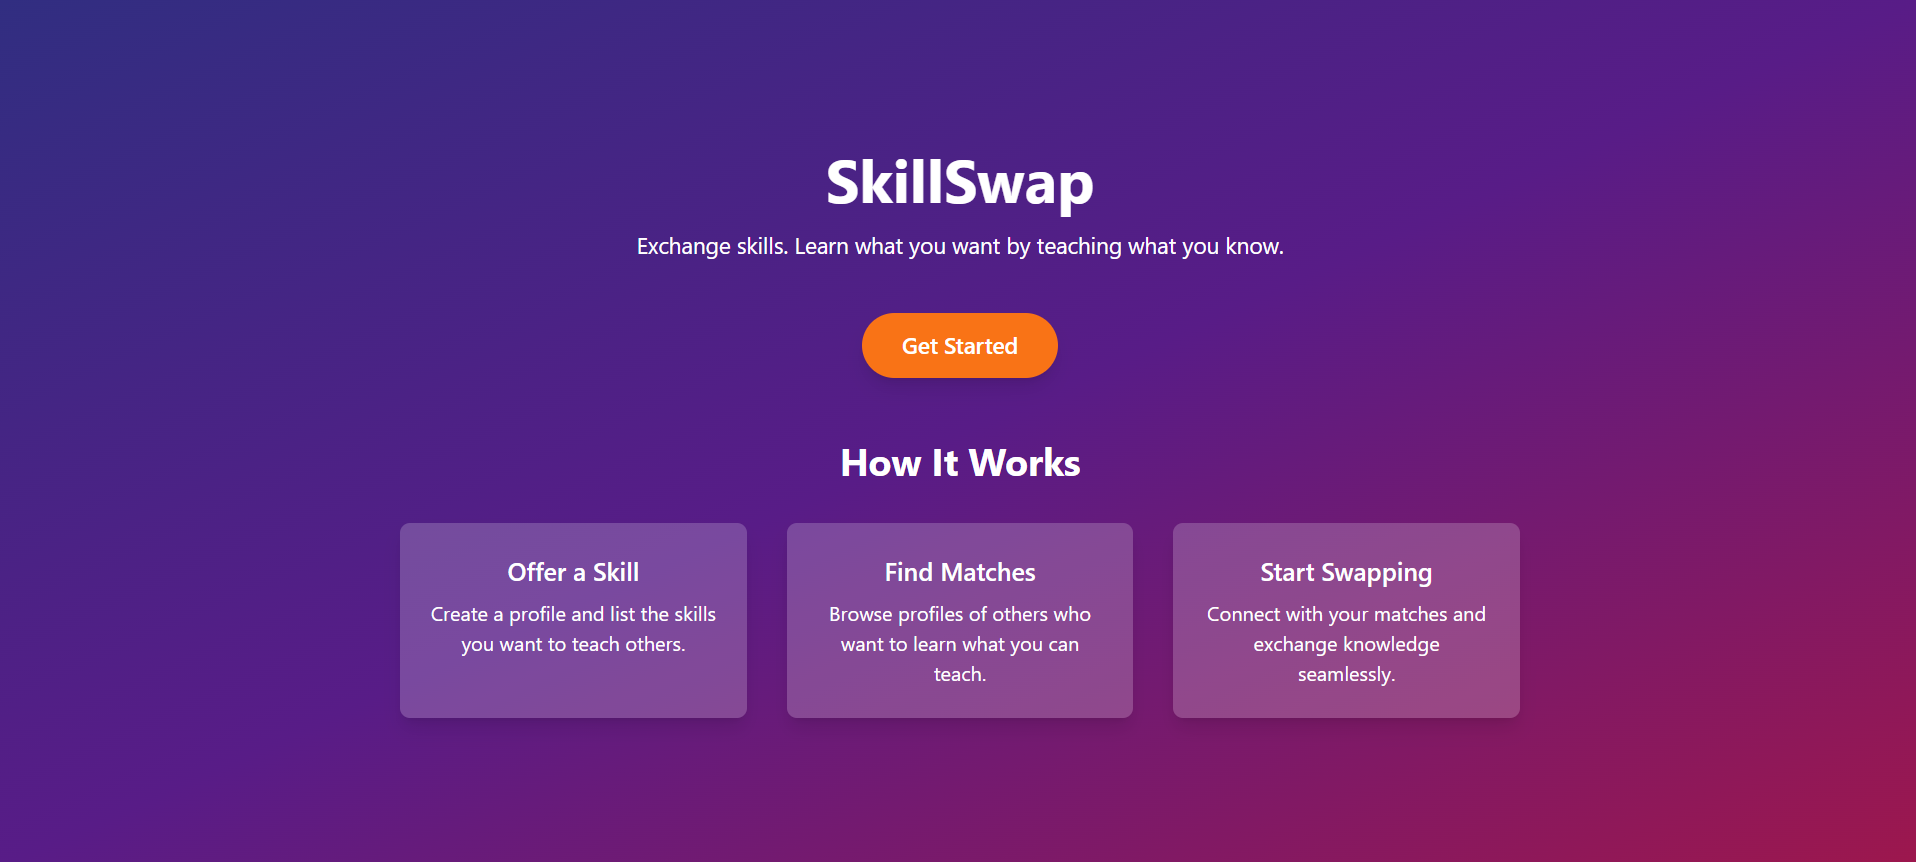 SkillSwap
Exchange skills. Learn what you want by teaching what you know.
Get Started
How It Works
Offer a Skill
Create a profile and list the skills
you want to teach others.
Find Matches
Browse profiles of others who
want to learn what you can
teach.
Start Swapping
Connect with your matches and
exchange knowledge
seamlessly.